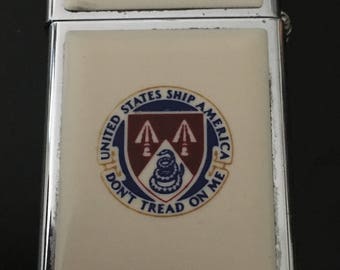 UNITED STATES SHIP AMERICA
DON'T TREAD ON ME